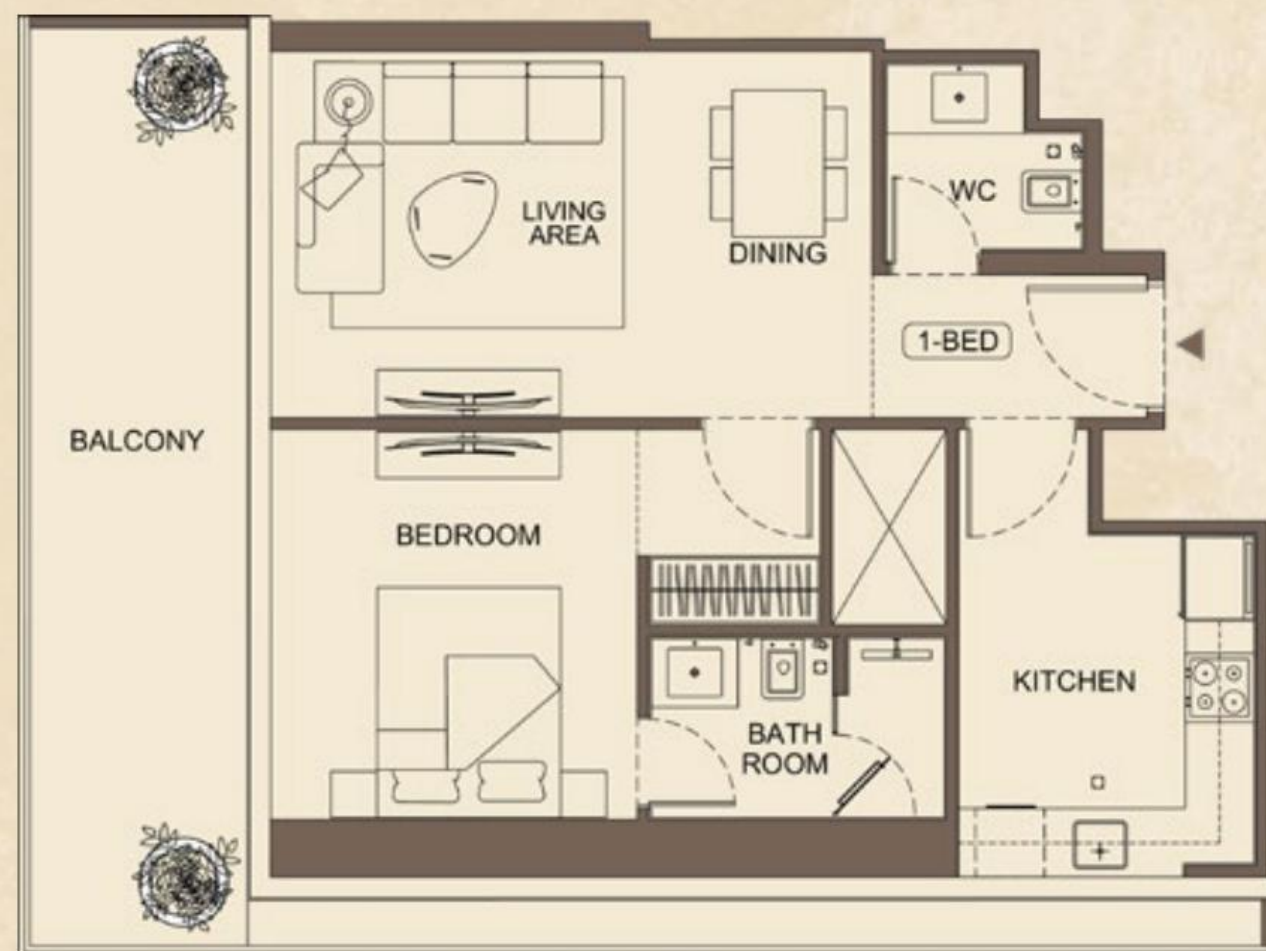 WC
LIVING
AREA
DINING
1-BED
BALCONY
BEDROOM
KITCHEN
BATH
ROOM